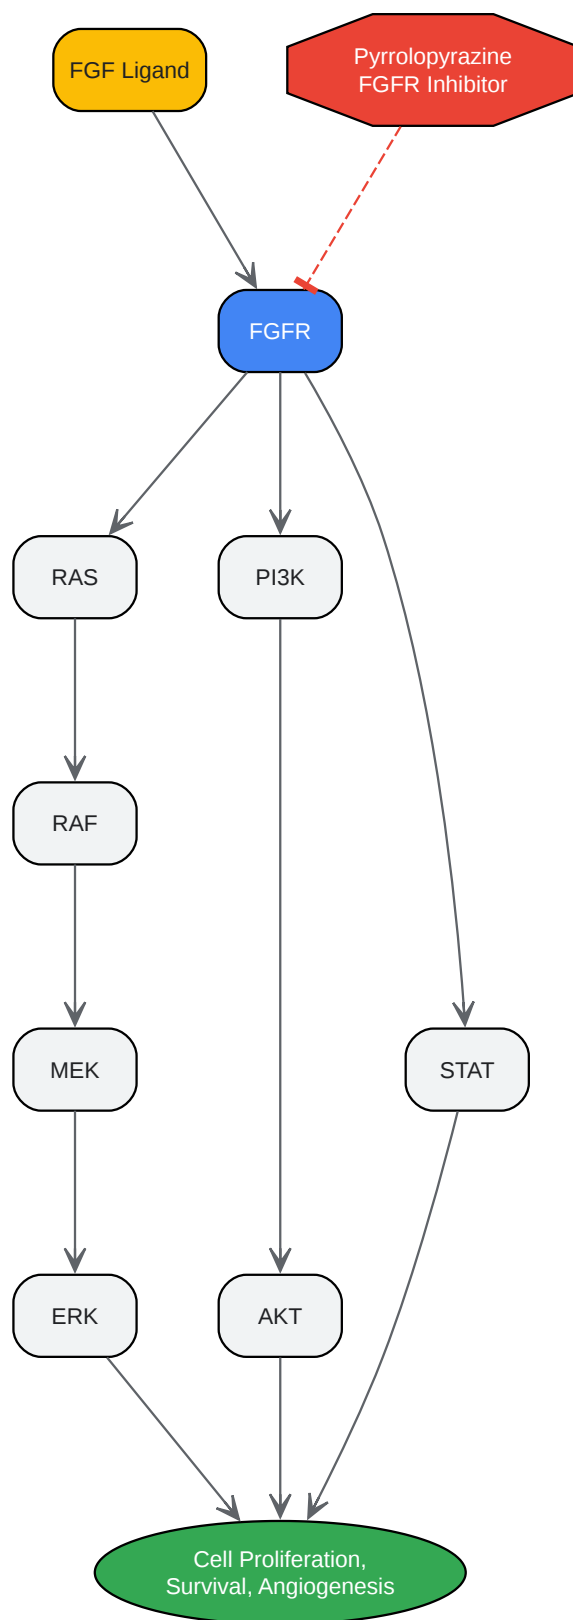 FGF Ligand
Pyrrolopyrazine
FGFR Inhibitor
FGFR
RAS
PI3K
RAF
MEK
STAT
ERK
AKT
Cell Proliferation,
Survival, Angiogenesis